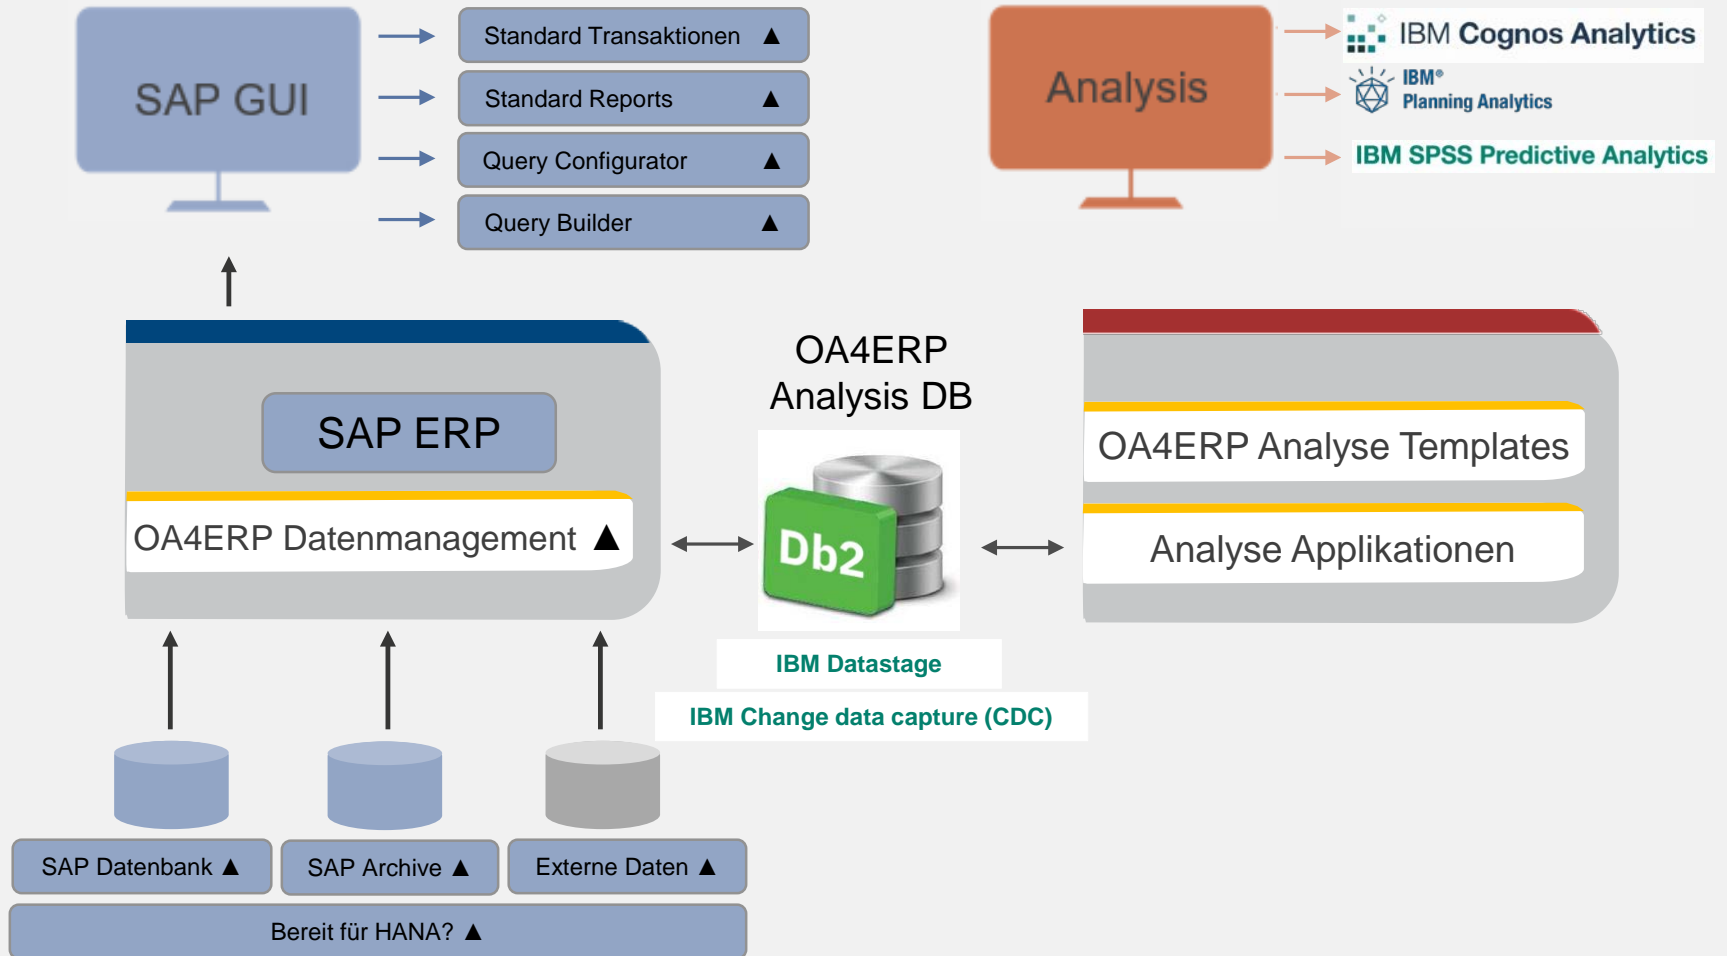 SAP GUI
Standard Transaktionen ▲
Standard Reports ▲
Query Configurator ▲
Query Builder ▲
Analysis
IBM Cognos Analytics
IBM®
Planning Analytics
IBM SPSS Predictive Analytics
SAP ERP
OA4ERP Datenmanagement ▲
OA4ERP
Analysis DB
Db2
IBM Datastage
IBM Change data capture (CDC)
OA4ERP Analyse Templates
Analyse Applikationen
SAP Datenbank ▲
SAP Archive ▲
Externe Daten ▲
Bereit für HANA? ▲